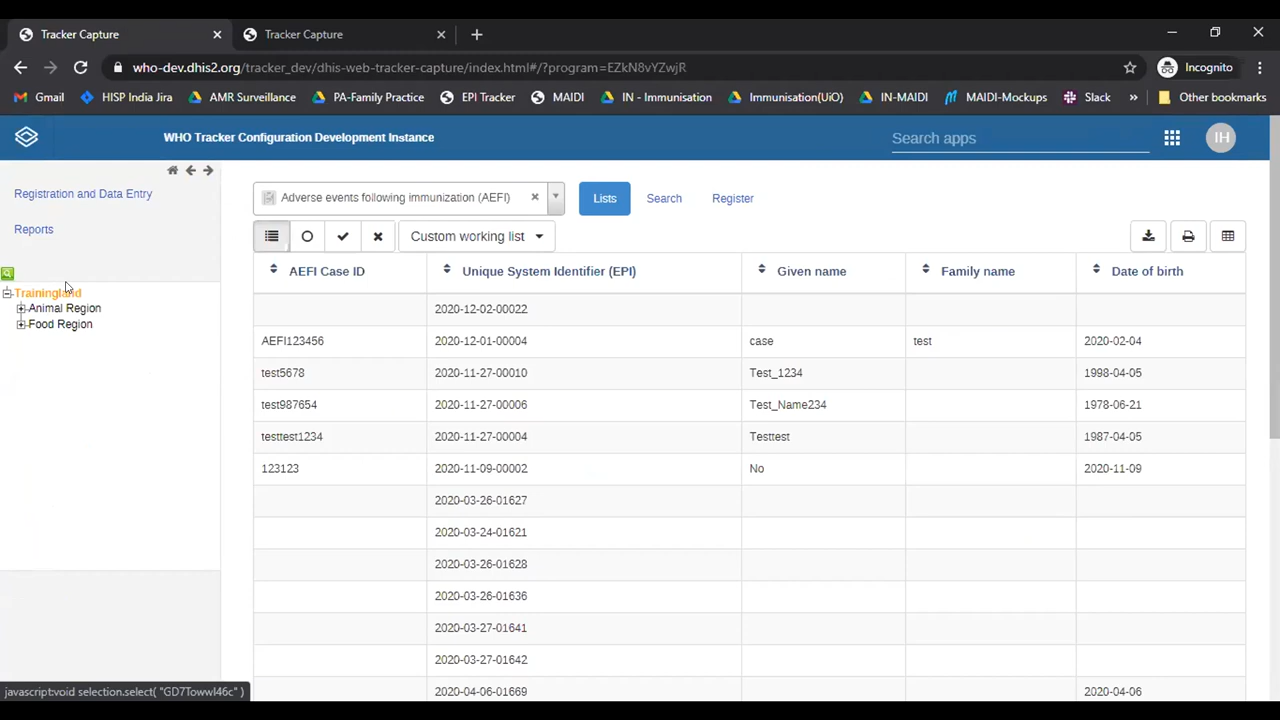 Tracker Capture
Tracker Capture
who-dev.dhis2.org/tracker_dev/dhis-web-tracker-capture/index.html#/?program=EZkN8vYZwjR
Incognito
Gmail
HISP India Jira
AMR Surveillance
PA-Family Practice
EPI Tracker
MAIDI
IN - Immunisation
Immunisation(UiO)
IN-MAIDI
MAIDI-Mockups
Slack
»
Other bookmarks
WHO Tracker Configuration Development Instance
Search apps
IH
Registration and Data Entry
Reports
Trainingland
Animal Region
Food Region
Adverse events following immunization (AEFI)
Lists
Search
Register
Custom working list
AEFI Case ID Unique System Identifier (EPI) Given name Family name Date of birth
2020-12-02-00022
AEFI123456 2020-12-01-00004 case test 2020-02-04
test5678 2020-11-27-00010 Test_1234 1998-04-05
test987654 2020-11-27-00006 Test_Name234 1978-06-21
testtest1234 2020-11-27-00004 Testtest 1987-04-05
123123 2020-11-09-00002 No 2020-11-09
2020-03-26-01627
2020-03-24-01621
2020-03-26-01628
2020-03-26-01636
2020-03-27-01641
2020-03-27-01642
2020-04-06-01669 2020-04-06
javascript:void selection.select( "GD7TowwI46c" )